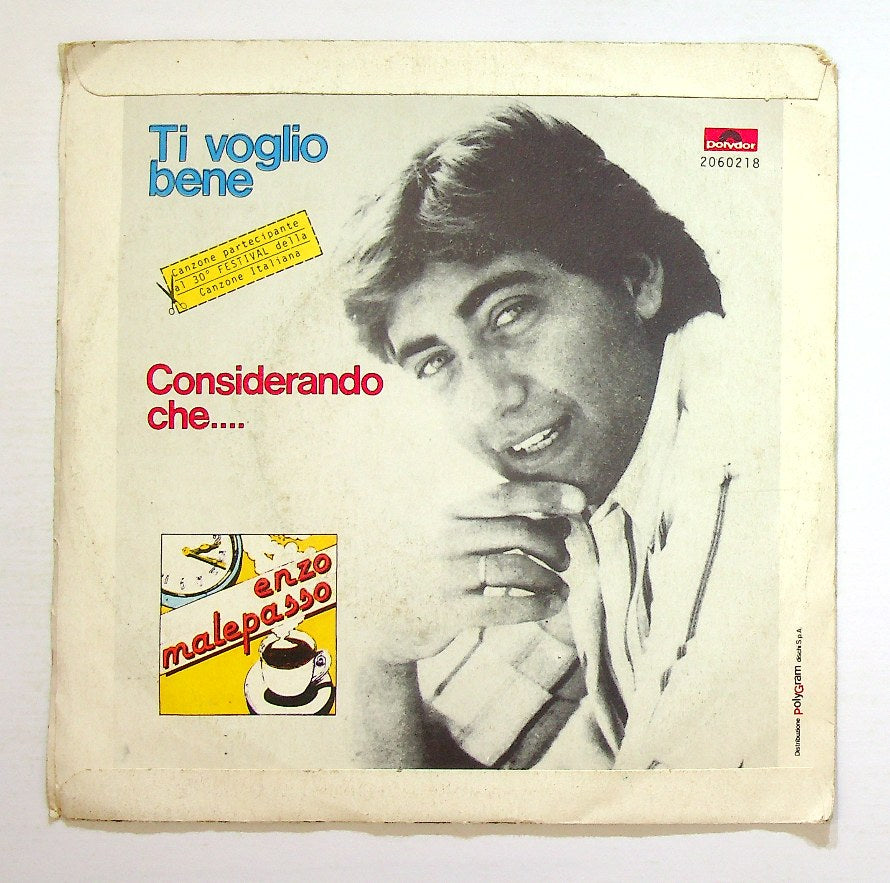 Ti voglio
bene
polydor
2060218
Canzone partecipante
al 30° FESTIVAL della
Canzone Italiana
Considerando
che....
enzo
malepasso
Distribuzione PolyGram dischi S.p.A.